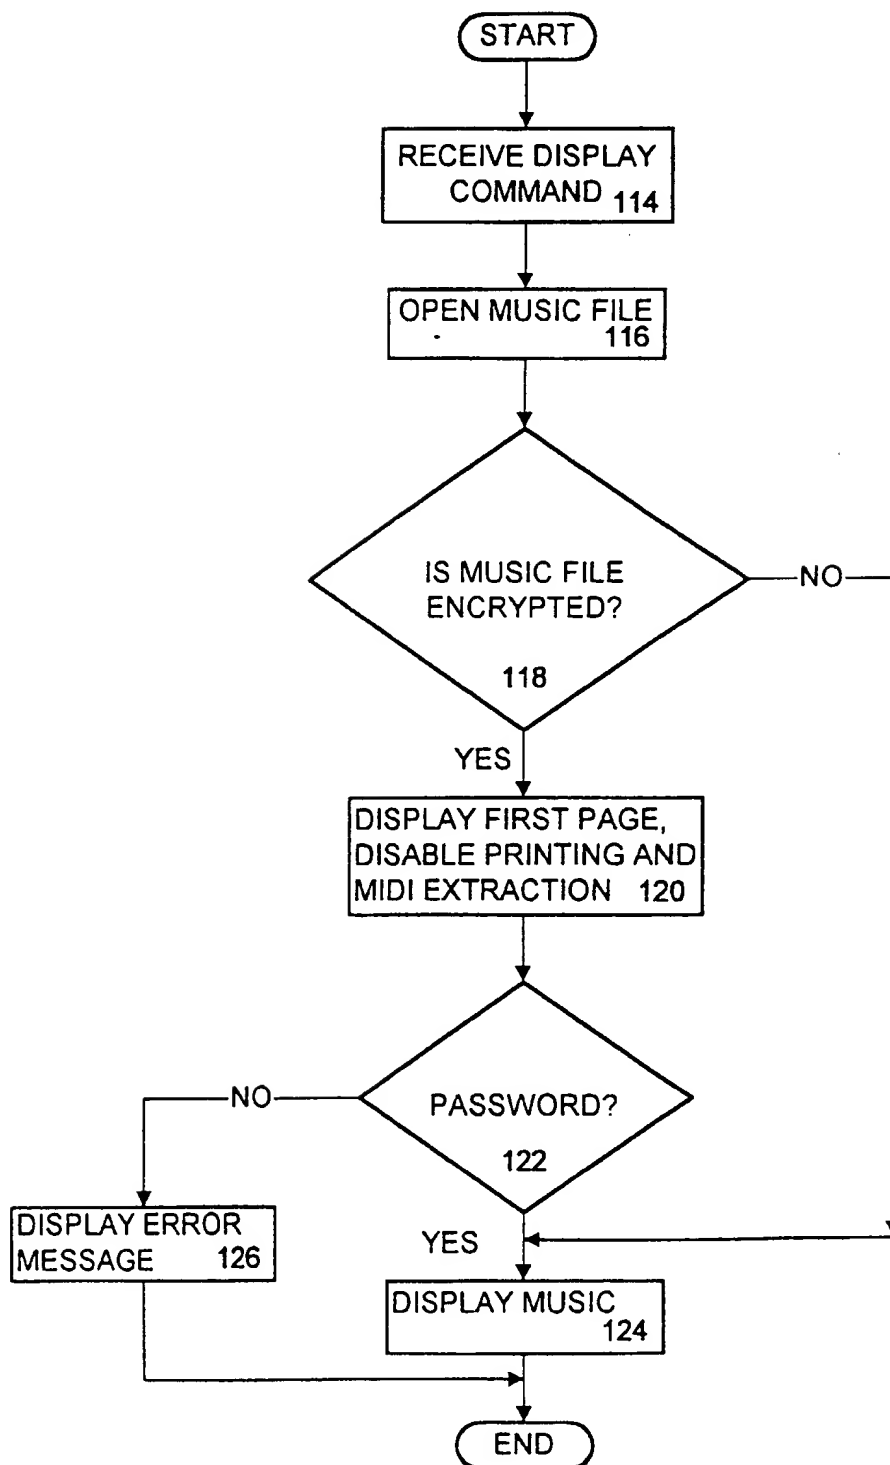 START
RECEIVE DISPLAY
COMMAND 114
OPEN MUSIC FILE
116
IS MUSIC FILE
ENCRYPTED?
118
NO
YES
DISPLAY FIRST PAGE,
DISABLE PRINTING AND
MIDI EXTRACTION 120
PASSWORD?
122
NO
DISPLAY ERROR
MESSAGE 126
YES
DISPLAY MUSIC
124
END